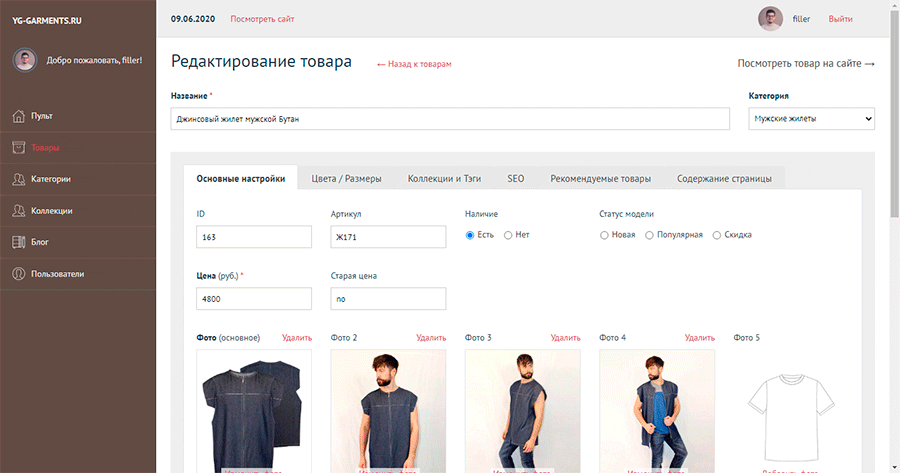 YG-GARMENTS.RU
09.06.2020 Посмотреть сайт
filler Выйти
Добро пожаловать, filler!
Пульт
Товары
Категории
Коллекции
Блог
Пользователи
Редактирование товара ← Назад к товарам Посмотреть товар на сайте →
Название * Категория
Джинсовый жилет мужской Бутан Мужские жилеты
Основные настройки Цвета / Размеры Коллекции и Тэги SEO Рекомендуемые товары Содержание страницы
ID Артикул Наличие Статус модели
163 Ж171 Есть Нет Новая Популярная Скидка
Цена (руб.) * Старая цена
4800 no
Фото (основное) Удалить Фото 2 Удалить Фото 3 Удалить Фото 4 Удалить Фото 5